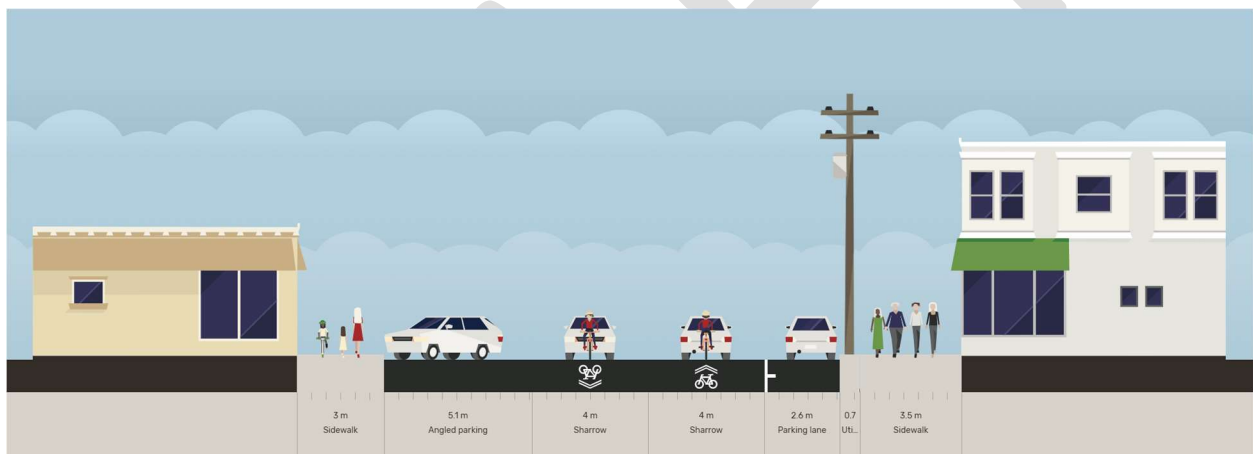 3 m
Sidewalk
5.1 m
Angled parking
4 m
Sharrow
4 m
Sharrow
2.6 m
Parking lane
0.7
Uti...
3.5 m
Sidewalk